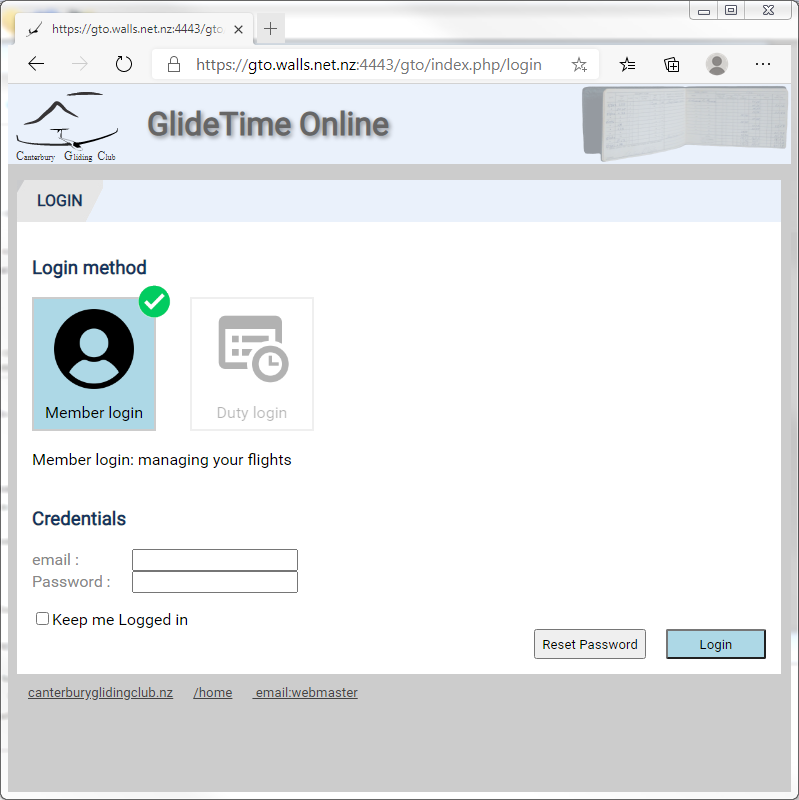 https://gto.walls.net.nz:4443/gto
https://gto.walls.net.nz:4443/gto/index.php/login
Canterbury Gliding Club
GlideTime Online
LOGIN
Login method
Member login
Duty login
Member login: managing your flights
Credentials
email :
Password :
Keep me Logged in
Reset Password
Login
canterburyglidingclub.nz /home email:webmaster